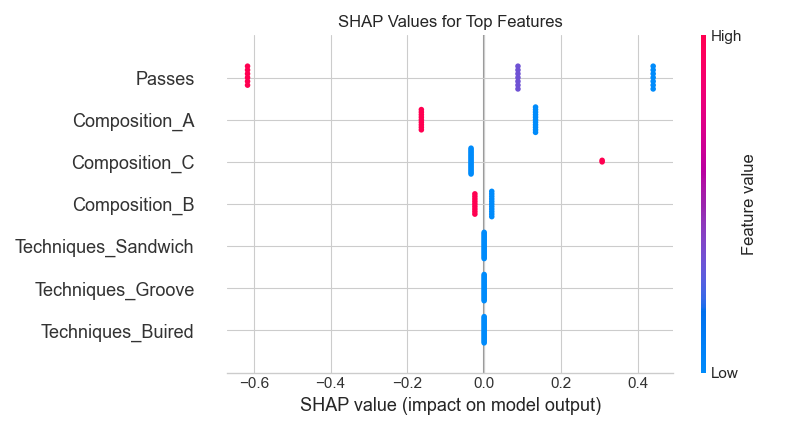 SHAP Values for Top Features
High
Passes
Composition_A
Composition_C
Composition_B
Techniques_Sandwich
Techniques_Groove
Techniques_Buired
Feature value
Low
−0.6 −0.4 −0.2 0.0 0.2 0.4
SHAP value (impact on model output)